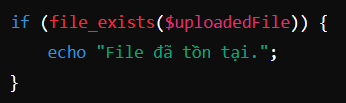 if (file_exists($uploadedFile)) {
    echo "File đã tồn tại.";
}